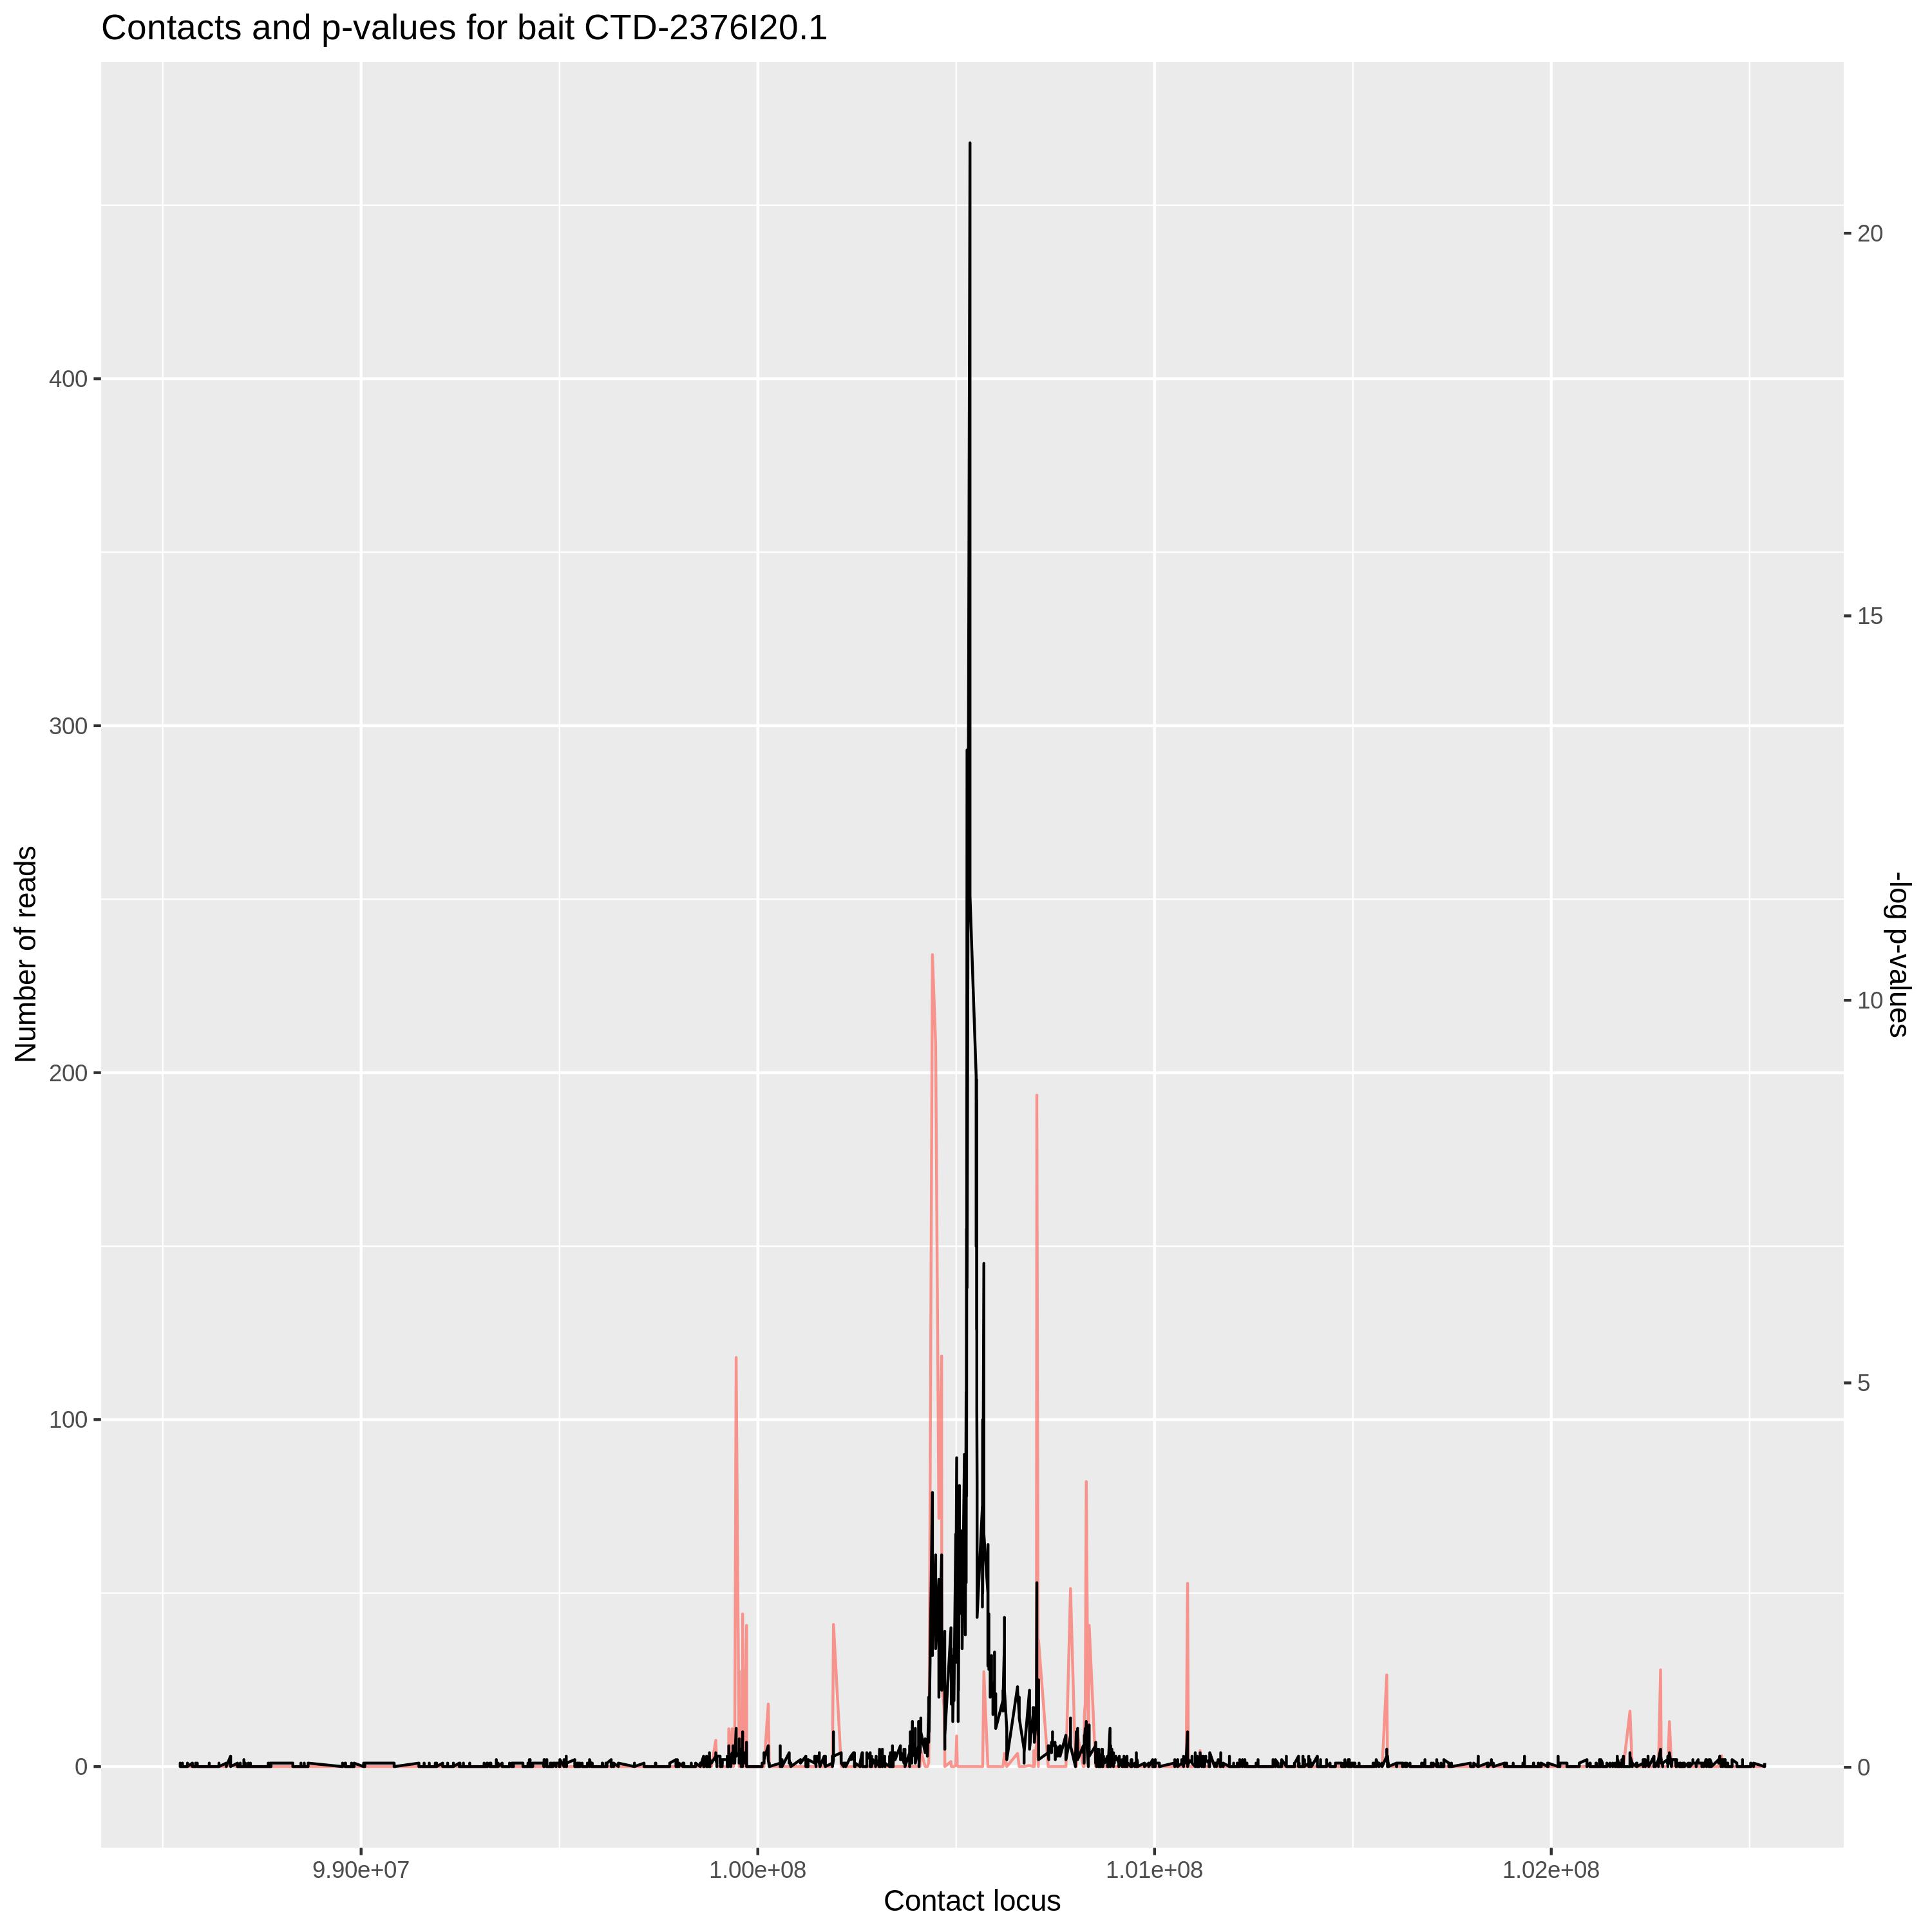 Contacts and p-values for bait CTD-2376I20.1
Number of reads
400
300
200
100
0
20
15
10
5
0
-log p-values
9.90e+07 1.00e+08 1.01e+08 1.02e+08
Contact locus